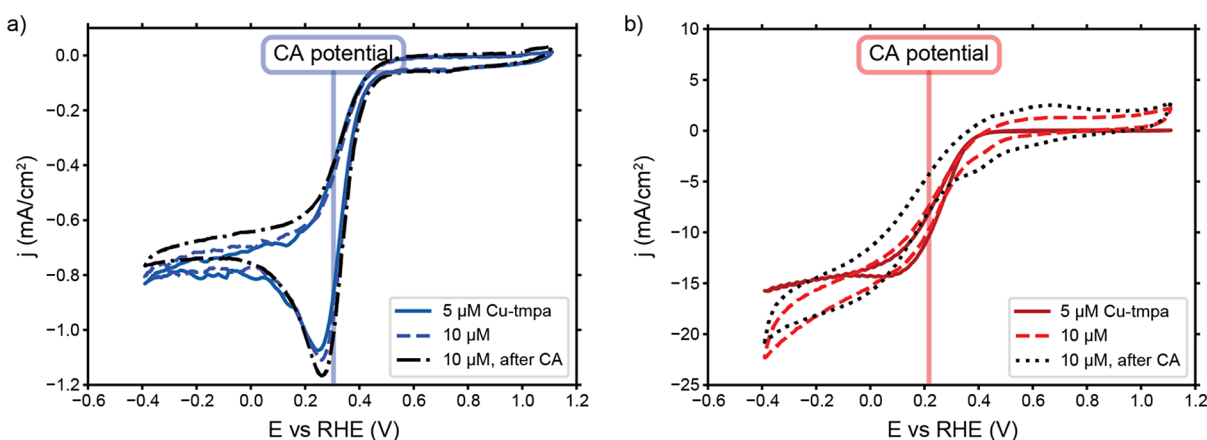 a)
CA potential
0.0
−0.2
−0.4
−0.6
−0.8
−1.0
−1.2
j (mA/cm²)
5 µM Cu-tmpa
10 µM
10 µM, after CA
−0.6 −0.4 −0.2 0.0 0.2 0.4 0.6 0.8 1.0 1.2
E vs RHE (V)
b)
CA potential
10
5
0
−5
−10
−15
−20
−25
j (mA/cm²)
5 µM Cu-tmpa
10 µM
10 µM, after CA
−0.6 −0.4 −0.2 0.0 0.2 0.4 0.6 0.8 1.0 1.2
E vs RHE (V)